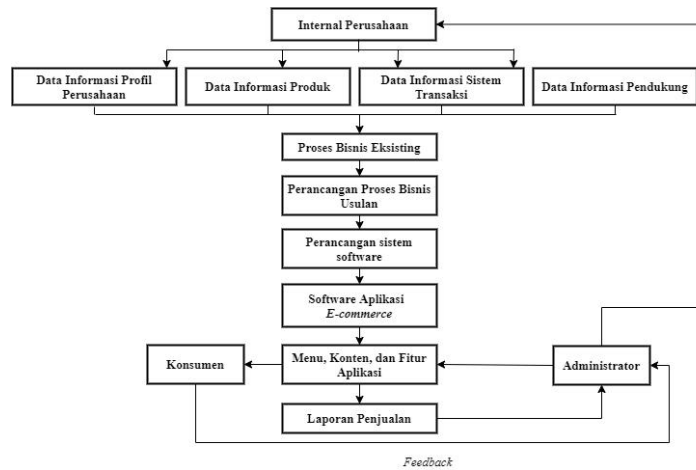 Internal Perusahaan
Data Informasi Profil
Perusahaan
Data Informasi Produk
Data Informasi Sistem
Transaksi
Data Informasi Pendukung
Proses Bisnis Eksisting
Perancangan Proses Bisnis
Usulan
Perancangan sistem
software
Software Aplikasi
E-commerce
Konsumen
Menu, Konten, dan Fitur
Aplikasi
Administrator
Laporan Penjualan
Feedback